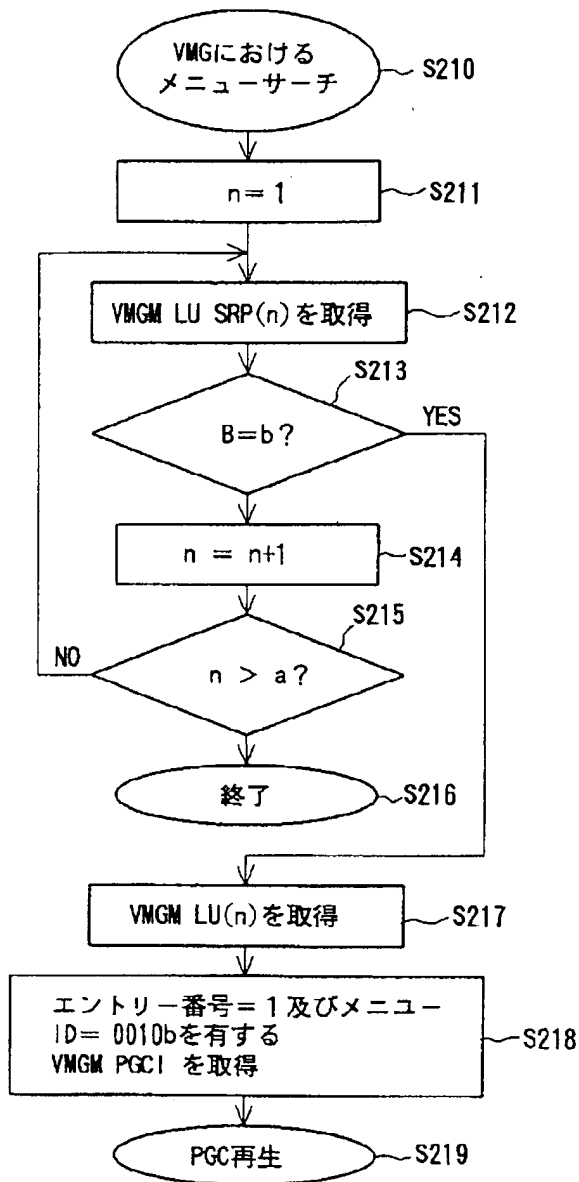 VMGにおける
メニューサーチ
S210
n=1
S211
VMGM LU SRP(n)を取得
S212
S213
B=b?
YES
n = n+1
S214
S215
NO
n > a?
終了
S216
VMGM LU(n)を取得
S217
エントリー番号=1及びメニュー
ID=0010bを有する
VMGM PGCI を取得
S218
PGC再生
S219